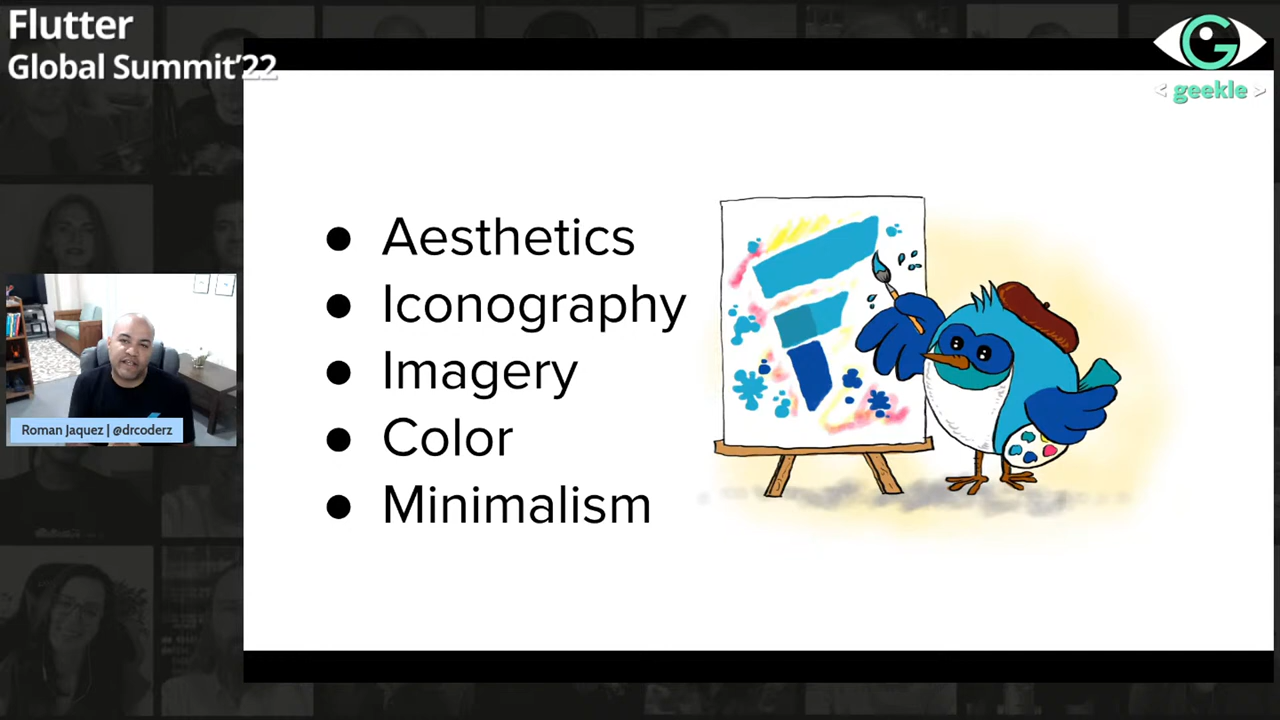 Flutter
Global Summit'22
< geekle >
● Aesthetics
● Iconography
● Imagery
● Color
● Minimalism
Roman Jaquez | @drcoderz